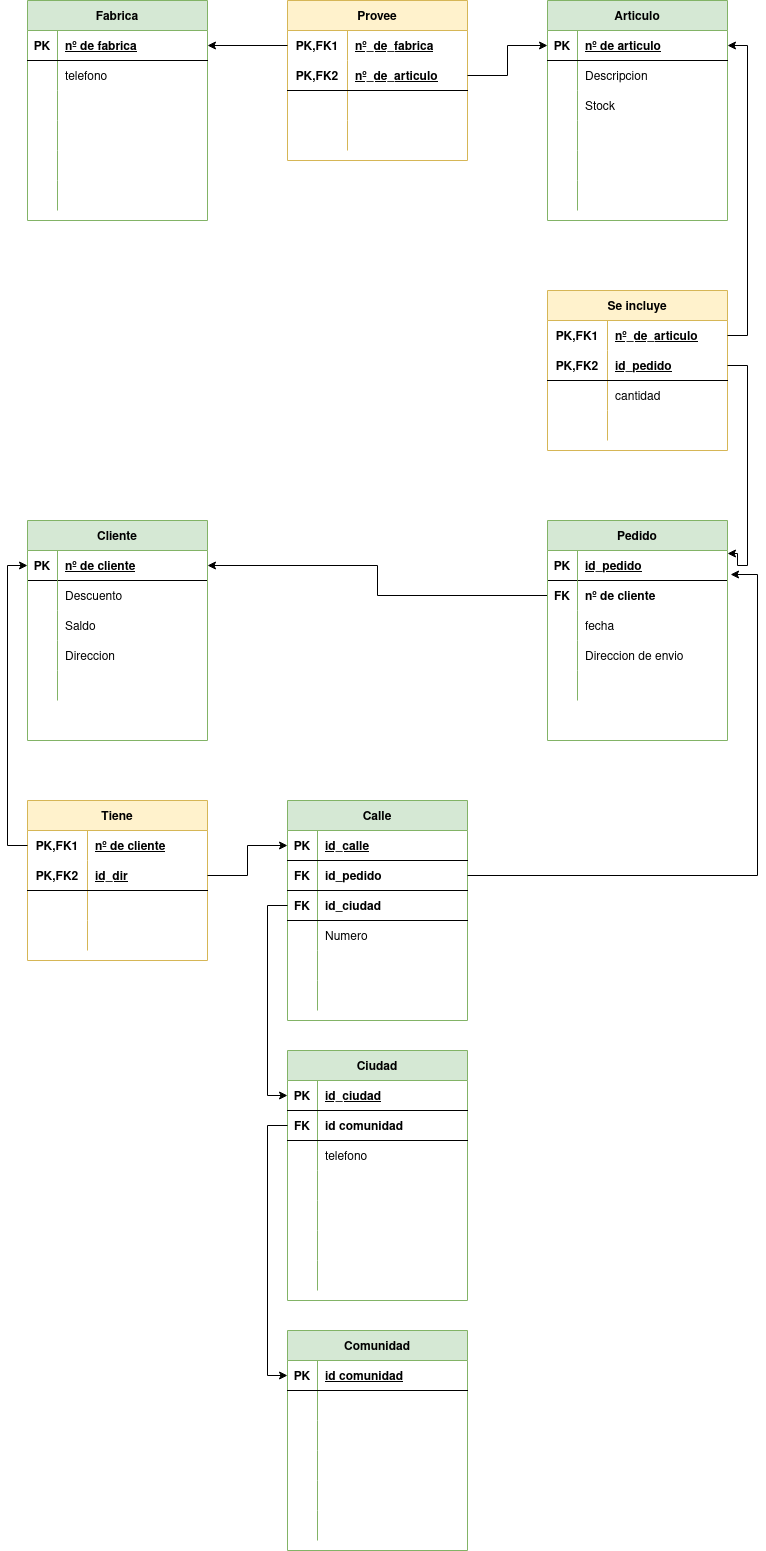 Fabrica
PK nº de fabrica
telefono
Provee
PK,FK1 nº_de_fabrica
PK,FK2 nº_de_articulo
Articulo
PK nº de articulo
Descripcion
Stock
Se incluye
PK,FK1 nº_de_articulo
PK,FK2 id_pedido
cantidad
Cliente
PK nº de cliente
Descuento
Saldo
Direccion
Pedido
PK id_pedido
FK nº de cliente
fecha
Direccion de envio
Tiene
PK,FK1 nº de cliente
PK,FK2 id_dir
Calle
PK id_calle
FK id_pedido
FK id_ciudad
Numero
Ciudad
PK id_ciudad
FK id comunidad
telefono
Comunidad
PK id comunidad